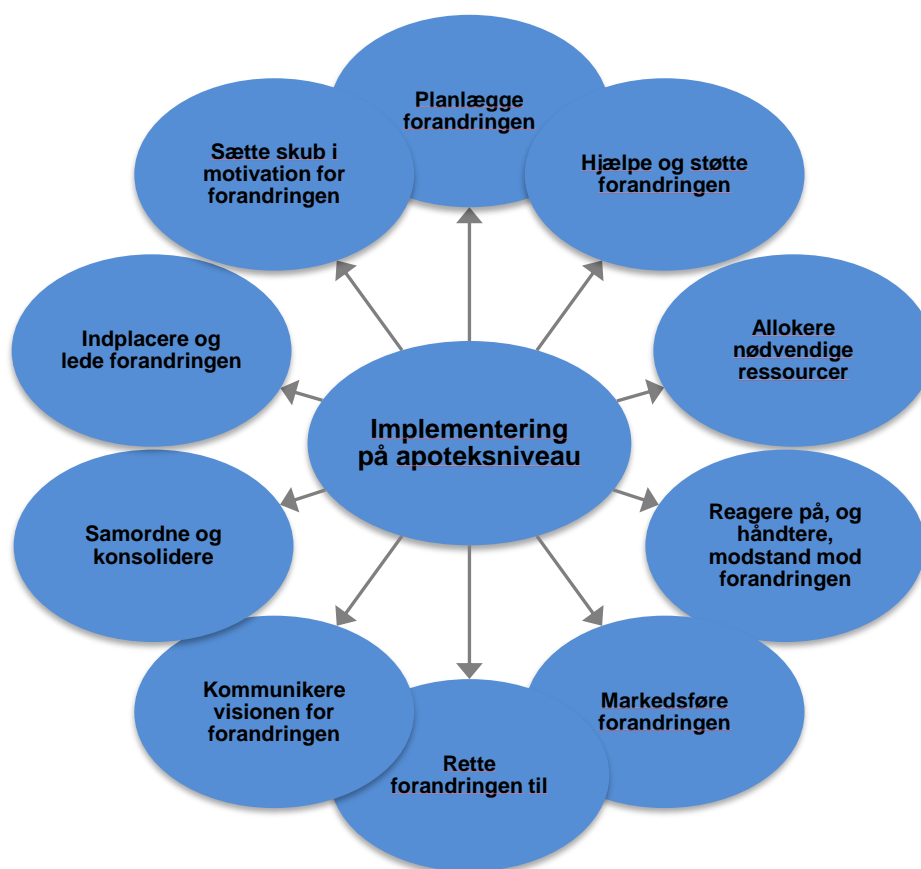 Planlægge
forandringen
Hjælpe og støtte
forandringen
Allokere
nødvendige
ressourcer
Reagere på, og
håndtere,
modstand mod
forandringen
Markedsføre
forandringen
Rette
forandringen til
Kommunikere
visionen for
forandringen
Samordne og
konsolidere
Indplacere og
lede forandringen
Sætte skub i
motivation for
forandringen
Implementering
på apoteksniveau